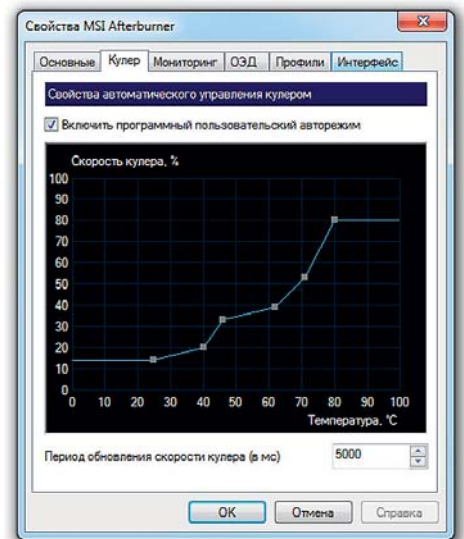 Свойства MSI Afterburner
Основные Кулер Мониторинг ОЭД Профили Интерфейс
Свойства автоматического управления кулером
Включить программный пользовательский авторежим
Скорость кулера, %
100
90
80
70
60
50
40
30
20
10
0
0 10 20 30 40 50 60 70 80 90 100
Температура, °C
Период обновления скорости кулера (в мс) 5000
OK Отмена Справка